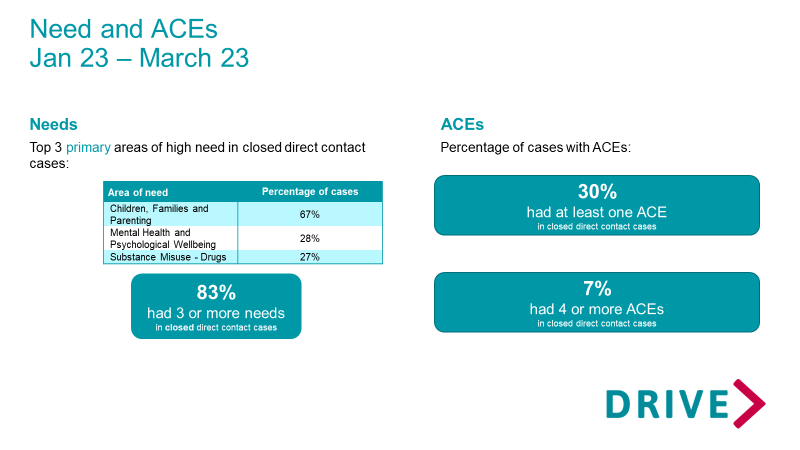 Need and ACEs
Jan 23 – March 23
Needs
Top 3 primary areas of high need in closed direct contact
cases:
Area of need Percentage of cases
Children, Families and
Parenting 67%
Mental Health and
Psychological Wellbeing 28%
Substance Misuse - Drugs 27%
83%
had 3 or more needs
in closed direct contact cases
ACEs
Percentage of cases with ACEs:
30%
had at least one ACE
in closed direct contact cases
7%
had 4 or more ACEs
in closed direct contact cases
DRIVE